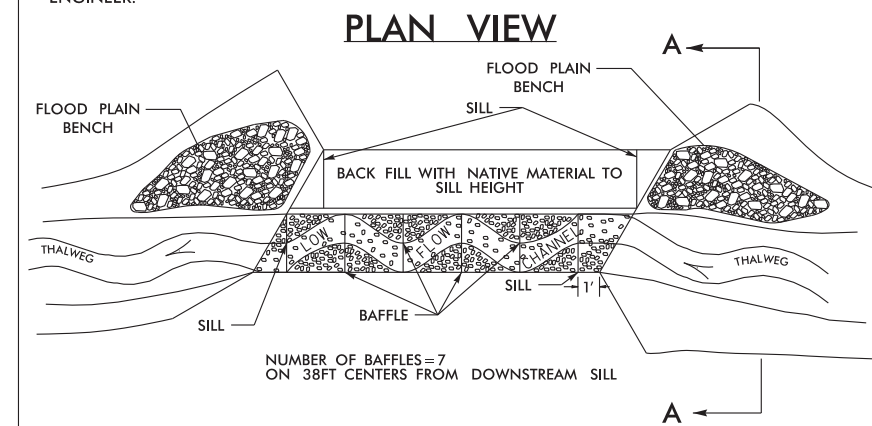 ENGINEER.
PLAN VIEW
A
FLOOD PLAIN
BENCH
SILL
FLOOD PLAIN
BENCH
BACK FILL WITH NATIVE MATERIAL TO
SILL HEIGHT
LOW FLOW CHANNEL
THALWEG
THALWEG
SILL
BAFFLE
SILL
1'
NUMBER OF BAFFLES=7
ON 38FT CENTERS FROM DOWNSTREAM SILL
A